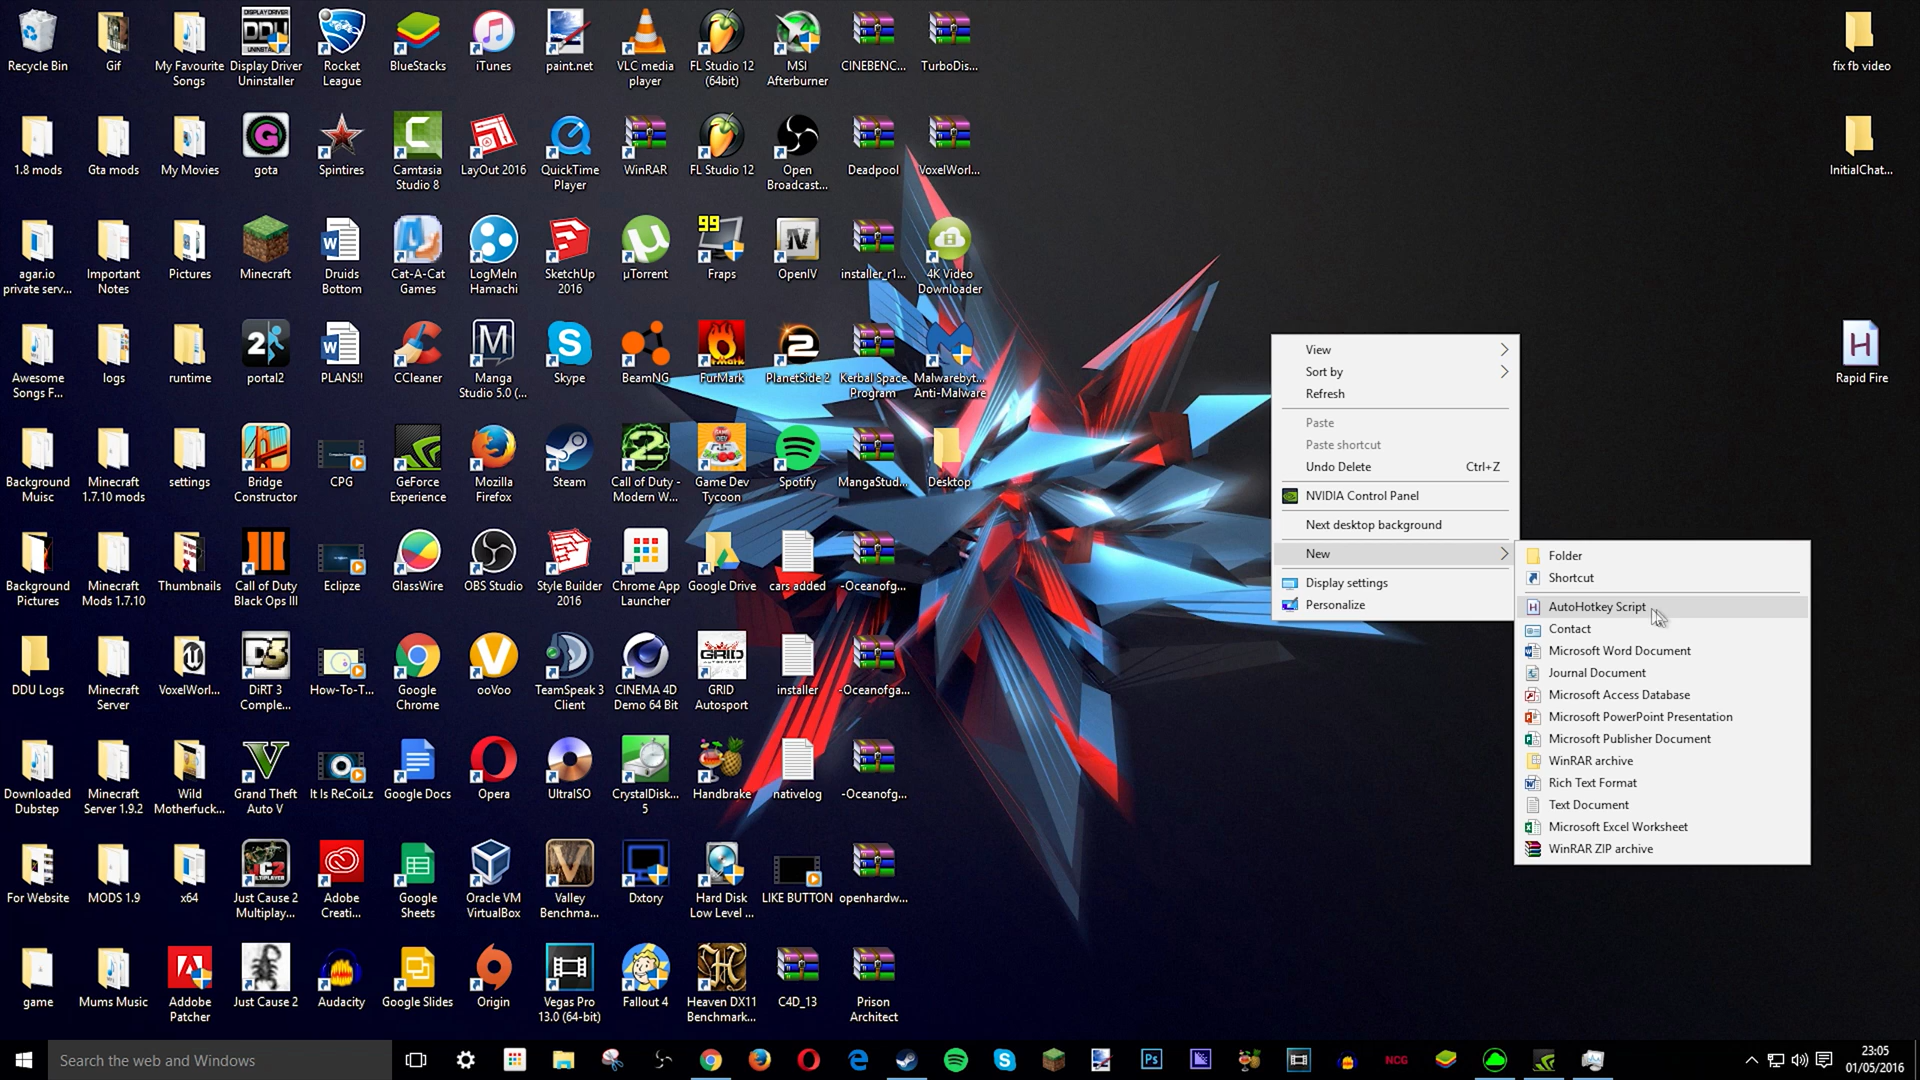 Recycle Bin
Gif
My Favourite
Songs
Display Driver
Uninstaller
Rocket
League
BlueStacks
iTunes
paint.net
VLC media
player
FL Studio 12
(64bit)
MSI
Afterburner
CINEBENC...
TurboDis...
fix fb video
1.8 mods
Gta mods
My Movies
gota
Spintires
Camtasia
Studio 8
LayOut 2016
QuickTime
Player
WinRAR
FL Studio 12
Open
Broadcast...
Deadpool
VoxelWorl...
InitialChat...
agar.io
private serv...
Important
Notes
Pictures
Minecraft
Druids
Bottom
Cat-A-Cat
Games
LogMeIn
Hamachi
SketchUp
2016
µTorrent
99
Fraps
OpenIV
installer_r1...
4K Video
Downloader
Awesome
Songs F...
logs
runtime
portal2
PLANS!!
CCleaner
Manga
Studio 5.0 (...
Skype
BeamNG
FurMark
PlanetSide 2
Kerbal Space
Program
Malwarebyt...
Anti-Malware
Rapid Fire
Background
Muisc
Minecraft
1.7.10 mods
settings
Bridge
Constructor
CPG
GeForce
Experience
Mozilla
Firefox
Steam
Call of Duty -
Modern W...
Game Dev
Tycoon
Spotify
MangaStud...
Desktop
Background
Pictures
Minecraft
Mods 1.7.10
Thumbnails
Call of Duty
Black Ops III
Eclipze
GlassWire
OBS Studio
Style Builder
2016
Chrome App
Launcher
Google Drive
cars added
-Oceanofg...
DDU Logs
Minecraft
Server
VoxelWorl...
DiRT 3
Comple...
How-To-T...
Google
Chrome
ooVoo
TeamSpeak 3
Client
CINEMA 4D
Demo 64 Bit
GRID
Autosport
installer
-Oceanofga...
Downloaded
Dubstep
Minecraft
Server 1.9.2
Wild
Motherfuck...
Grand Theft
Auto V
It Is ReCoiLz
Google Docs
Opera
UltraISO
CrystalDisk...
5
Handbrake
nativelog
-Oceanofg...
For Website
MODS 1.9
x64
Just Cause 2
Multiplay...
Adobe
Creati...
Google
Sheets
Oracle VM
VirtualBox
Valley
Benchma...
Dxtory
Hard Disk
Low Level ...
LIKE BUTTON
openhardw...
game
Mums Music
Adobe
Patcher
Just Cause 2
Audacity
Google Slides
Origin
Vegas Pro
13.0 (64-bit)
Fallout 4
Heaven DX11
Benchmark...
C4D_13
Prison
Architect
View
Sort by
Refresh
Paste
Paste shortcut
Undo Delete Ctrl+Z
NVIDIA Control Panel
Next desktop background
New
Display settings
Personalize
Folder
Shortcut
AutoHotkey Script
Contact
Microsoft Word Document
Journal Document
Microsoft Access Database
Microsoft PowerPoint Presentation
Microsoft Publisher Document
WinRAR archive
Rich Text Format
Text Document
Microsoft Excel Worksheet
WinRAR ZIP archive
Search the web and Windows
NCG
23:05
01/05/2016